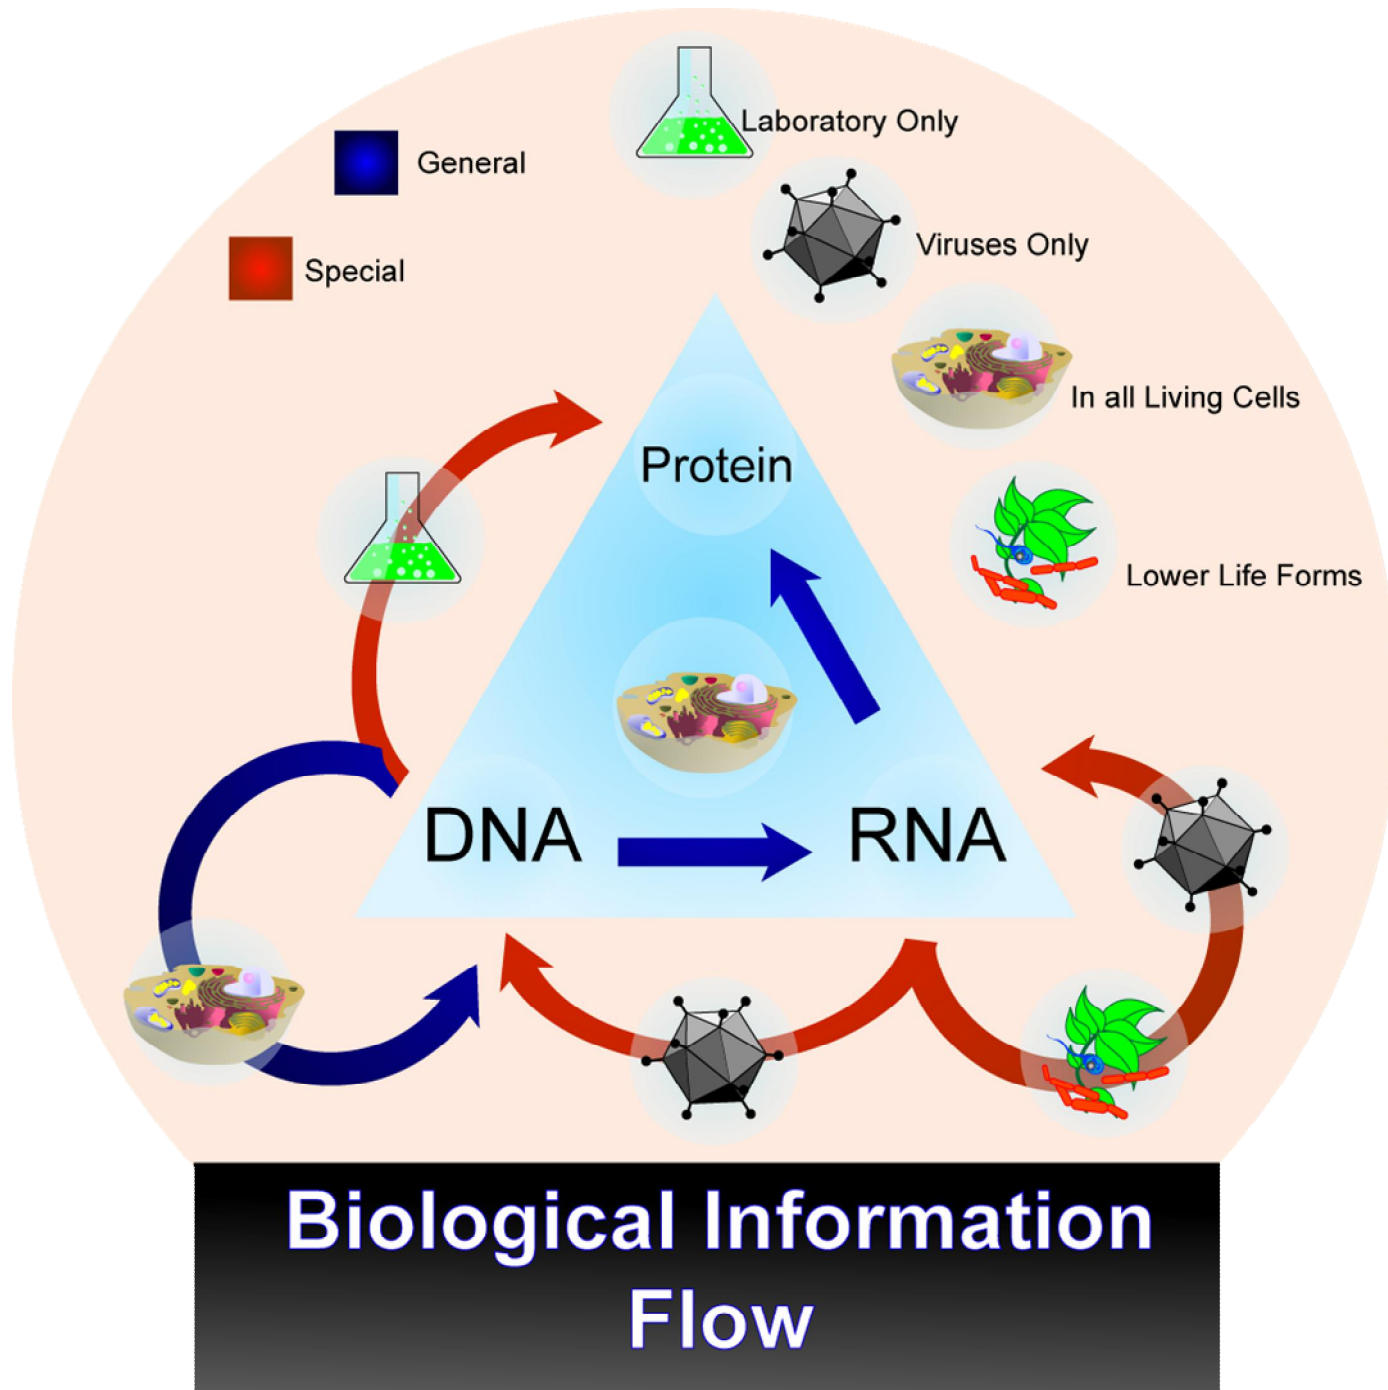 Laboratory Only
General
Viruses Only
Special
In all Living Cells
Protein
Lower Life Forms
DNA
RNA
Biological Information
Flow